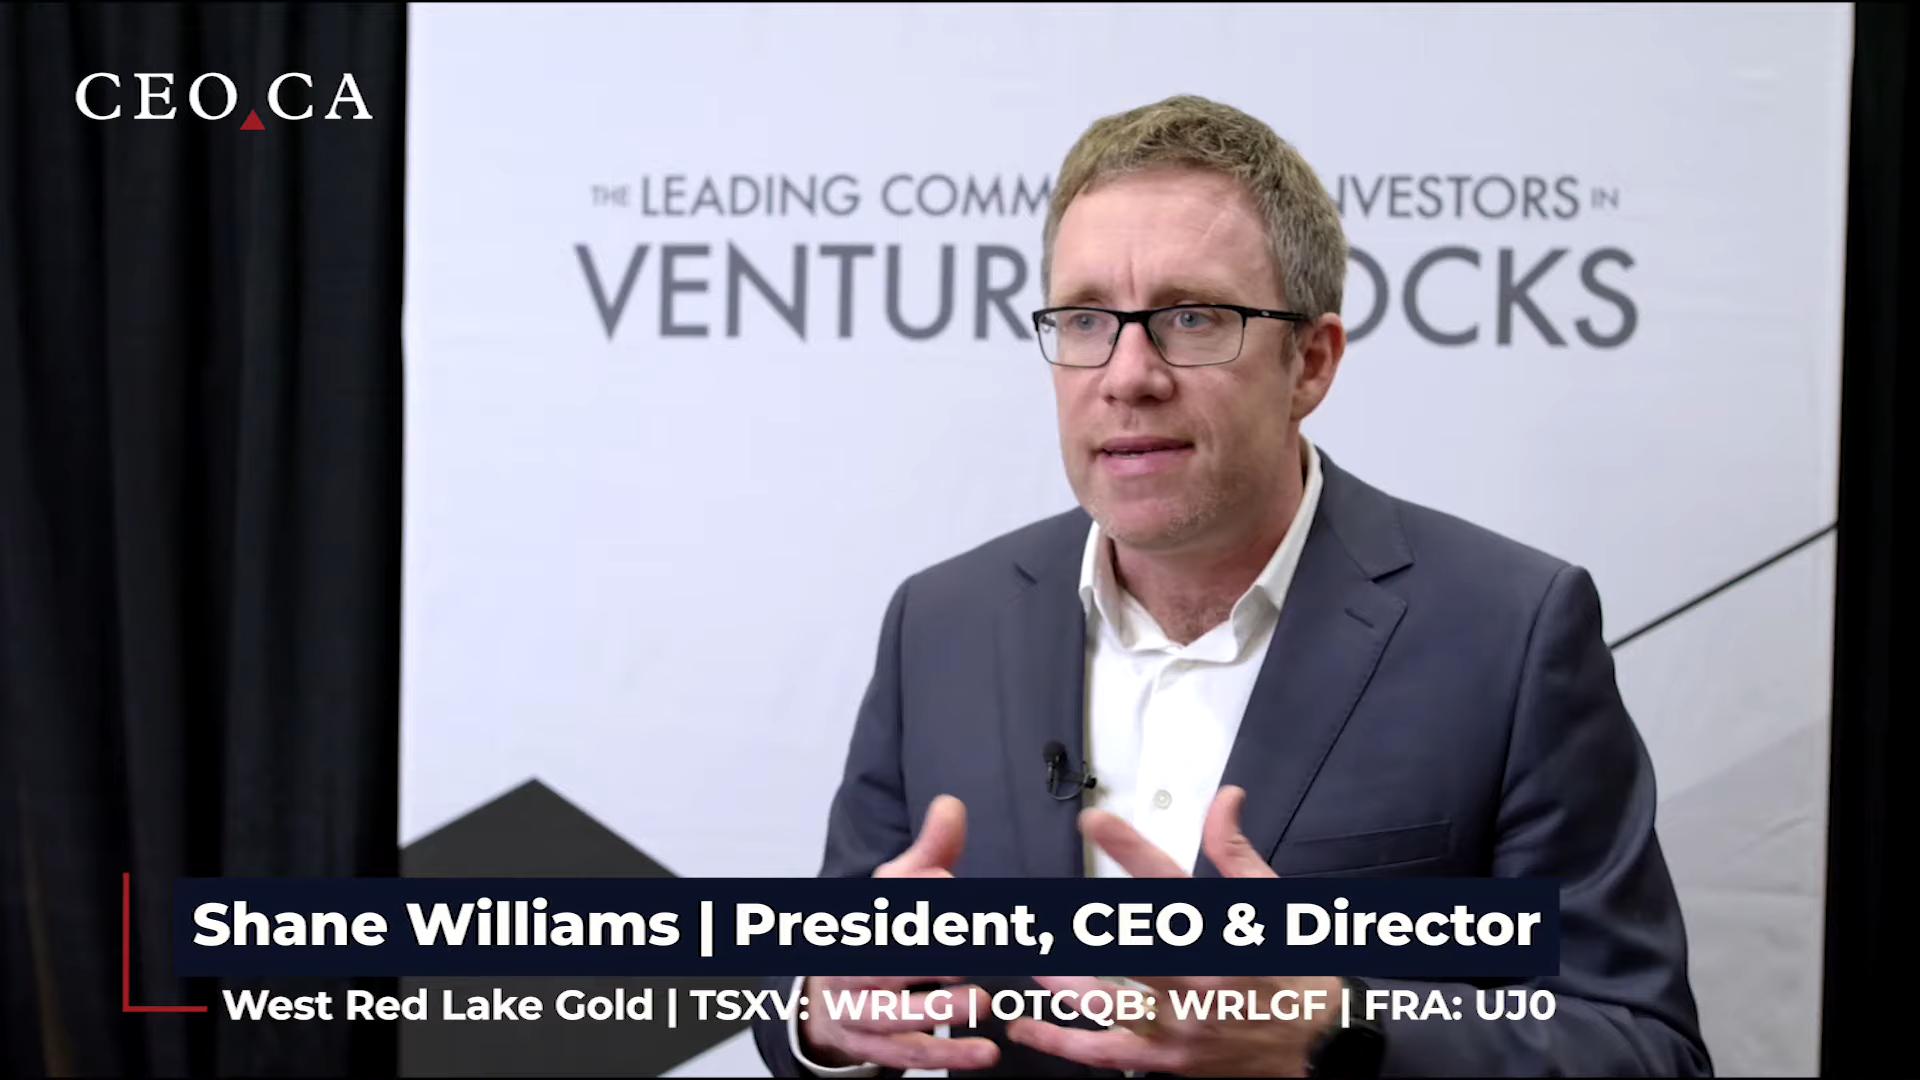 CEO.CA
THE LEADING COMM NVESTORS IN
VENTUR OCKS
Shane Williams | President, CEO & Director
West Red Lake Gold | TSXV: WRLG | OTCQB: WRLGF | FRA: UJ0